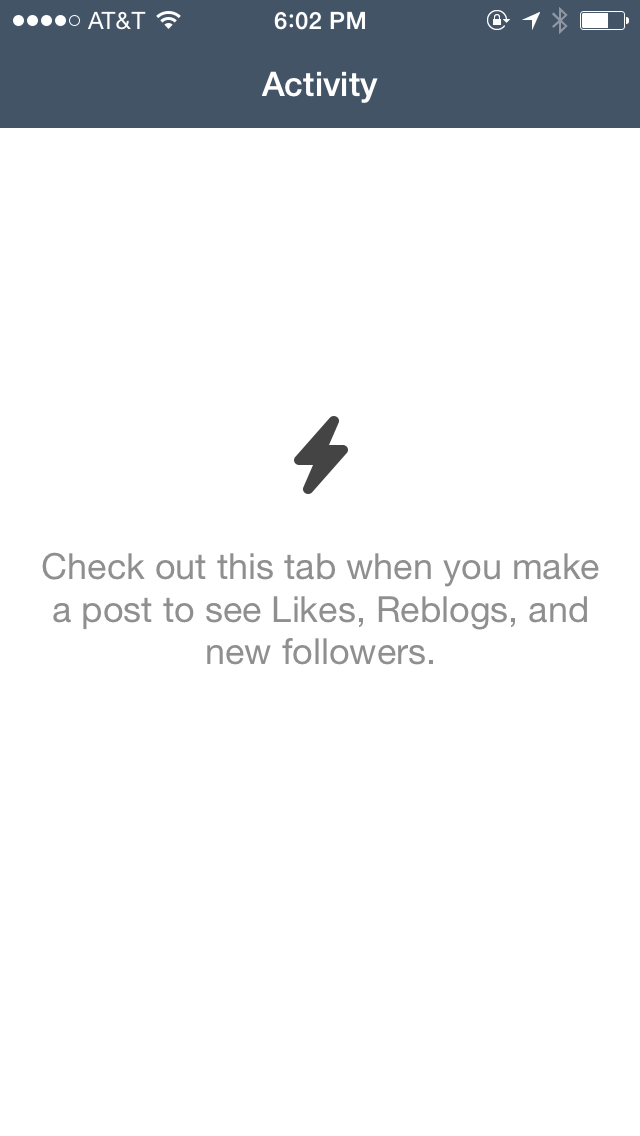 AT&T 6:02 PM
Activity
Check out this tab when you make
a post to see Likes, Reblogs, and
new followers.